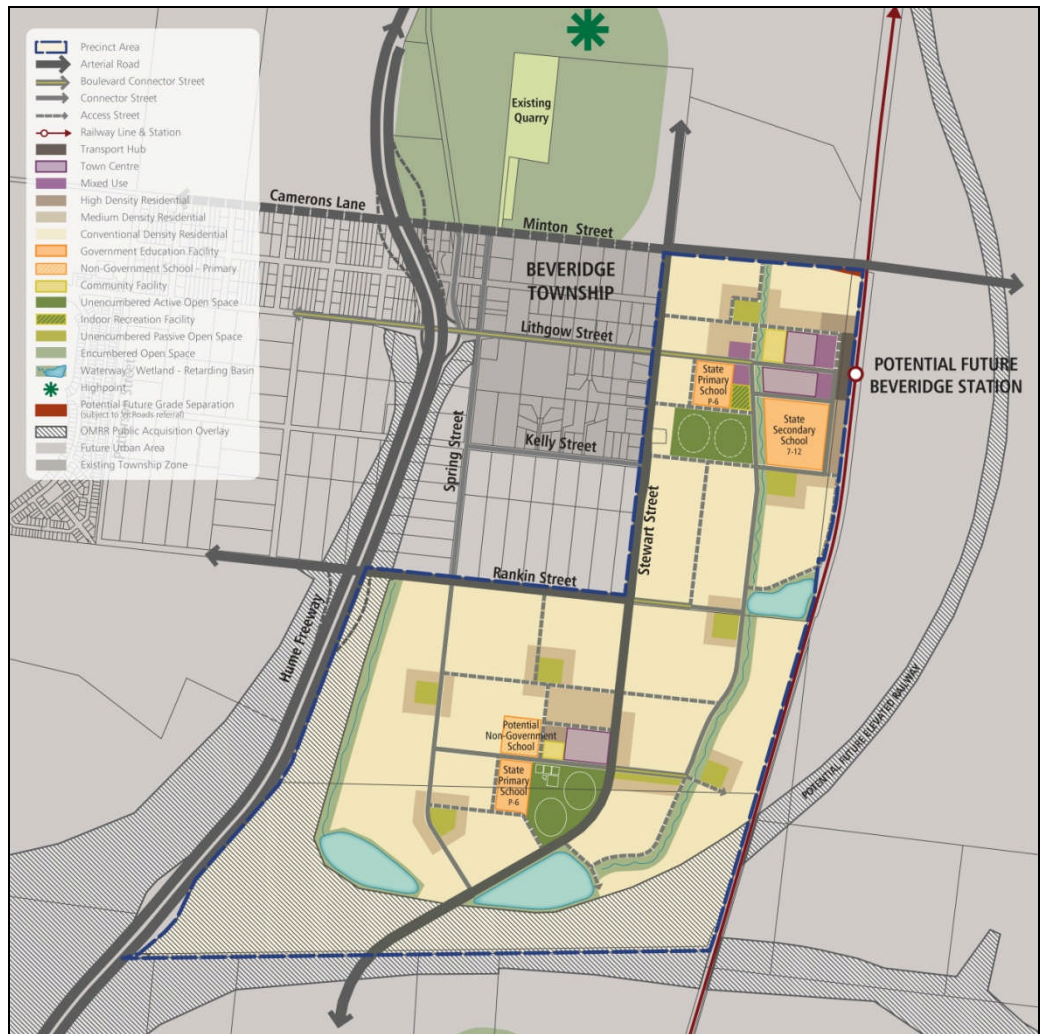 Precinct Area
Arterial Road
Boulevard Connector Street
Connector Street
Access Street
Railway Line & Station
Transport Hub
Town Centre
Mixed Use
High Density Residential
Medium Density Residential
Conventional Density Residential
Government Education Facility
Non-Government School - Primary
Community Facility
Unencumbered Active Open Space
Indoor Recreation Facility
Unencumbered Passive Open Space
Encumbered Open Space
Waterway - Wetland - Retarding Basin
Highpoint
Potential Future Grade Separation
(subject to VicRoads referral)
OMRR Public Acquisition Overlay
Future Urban Area
Existing Township Zone
Existing
Quarry
Camerons Lane
Minton Street
BEVERIDGE
TOWNSHIP
Lithgow Street
State
Primary
School
P-6
POTENTIAL FUTURE
BEVERIDGE STATION
State
Secondary
School
7-12
Kelly Street
Spring Street
Stewart Street
Rankin Street
Hume Freeway
Potential
Non-Government
School
State
Primary
School
P-6
POTENTIAL FUTURE ELEVATED RAILWAY